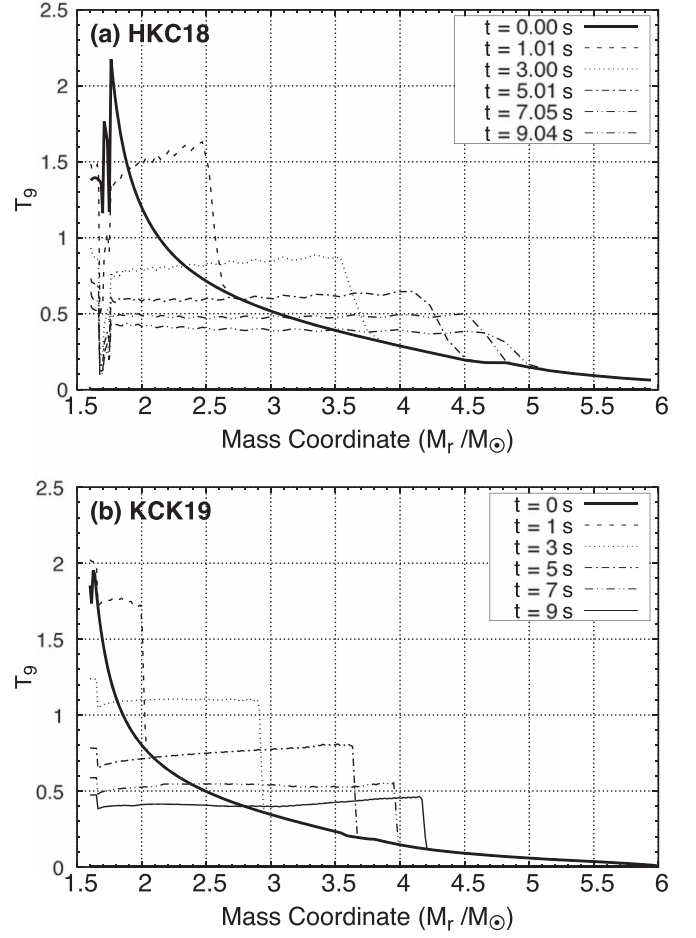 (a) HKC18
t = 0.00 s
t = 1.01 s
t = 3.00 s
t = 5.01 s
t = 7.05 s
t = 9.04 s
2.5
2
1.5
1
0.5
0
T9
1.5 2 2.5 3 3.5 4 4.5 5 5.5 6
Mass Coordinate (Mr /M⊙)
(b) KCK19
t = 0 s
t = 1 s
t = 3 s
t = 5 s
t = 7 s
t = 9 s
2.5
2
1.5
1
0.5
0
T9
1.5 2 2.5 3 3.5 4 4.5 5 5.5 6
Mass Coordinate (Mr /M⊙)